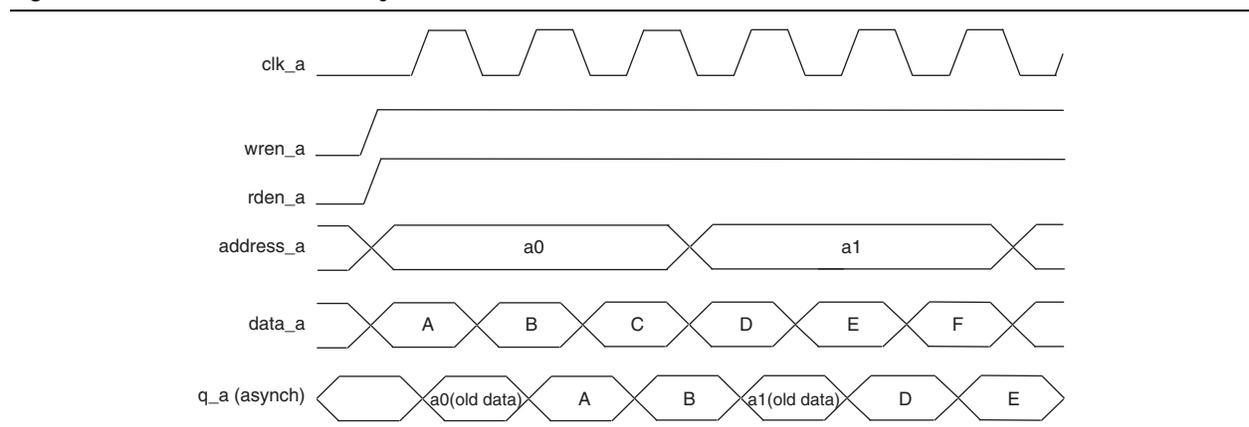 clk_a
wren_a
rden_a
address_a a0 a1
data_a A B C D E F
q_a (asynch) a0(old data) A B a1(old data) D E